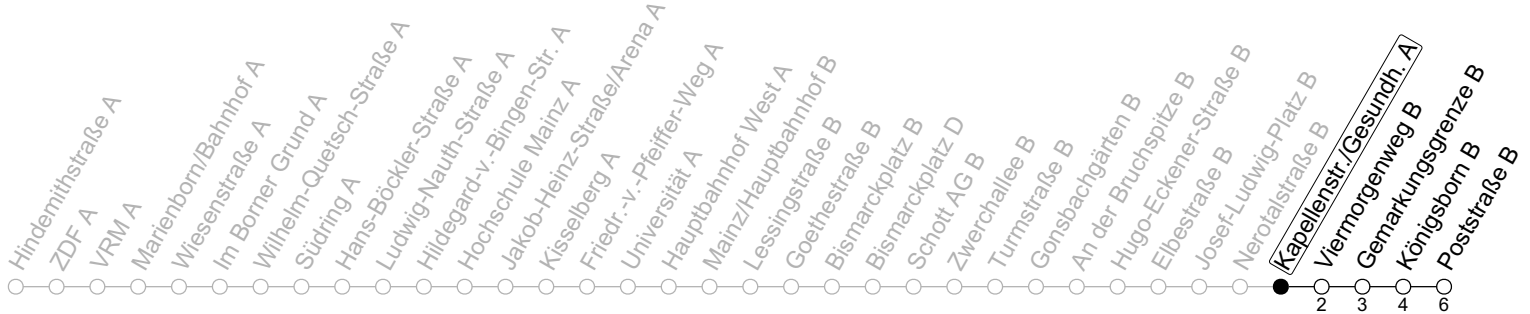 Hindemithstraße A
ZDF A
VRM A
Marienborn/Bahnhof A
Wiesenstraße A
Im Borner Grund A
Wilhelm-Quetsch-Straße A
Südring A
Hans-Böckler-Straße A
Ludwig-Nauth-Straße A
Hildegard-v.-Bingen-Str. A
Hochschule Mainz A
Jakob-Heinz-Straße/Arena A
Kisselberg A
Friedr.-v.-Pfeiffer-Weg A
Universität A
Hauptbahnhof West A
Mainz/Hauptbahnhof B
Lessingstraße B
Goethestraße B
Bismarckplatz B
Bismarckplatz D
Schott AG B
Zwerchallee B
Turmstraße B
Gonsbachgärten B
An der Bruchspitze B
Hugo-Eckener-Straße B
Elbestraße B
Josef-Ludwig-Platz B
Nerotalstraße B
Kapellenstr./Gesundh. A
Viermorgenweg B
Gemarkungsgrenze B
Königsborn B
Poststraße B
2 3 4 6